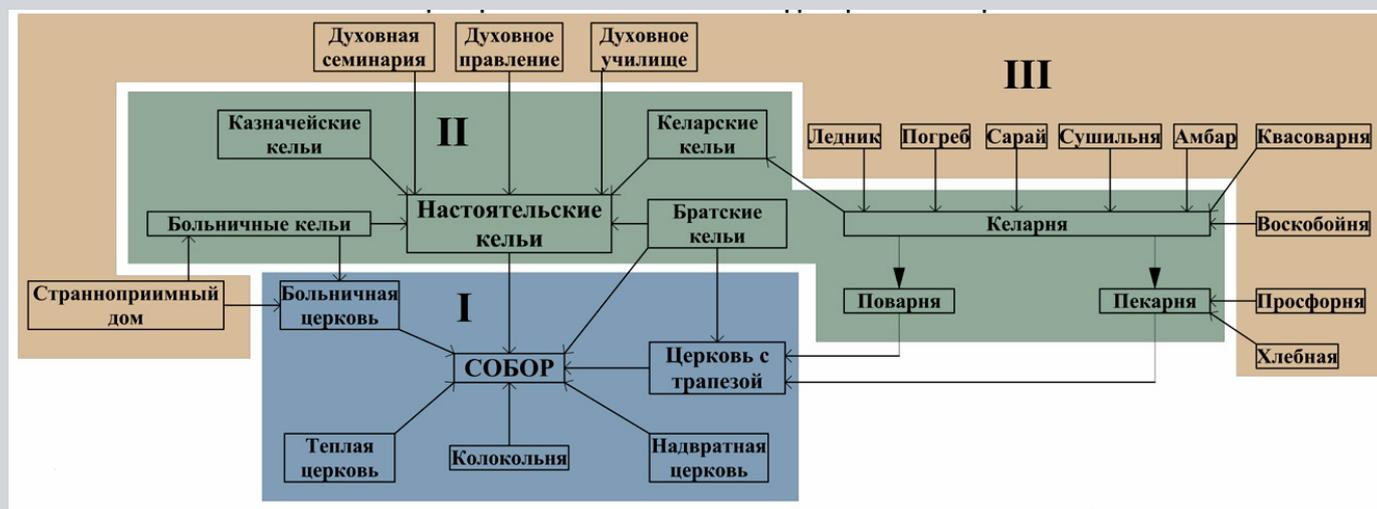 Духовная
семинария
Духовное
правление
Духовное
училище
III
Казначейские
кельи
II
Келарские
кельи
Ледник
Погреб
Сарай
Сушильня
Амбар
Квасоварня
Больничные кельи
Настоятельские
кельи
Братские
кельи
Келарня
Воскобойня
Странноприимный
дом
Больничная
церковь
I
Поварня
Пекарня
Просфорня
СОБОР
Церковь с
трапезой
Хлебная
Теплая
церковь
Колокольня
Надвратная
церковь